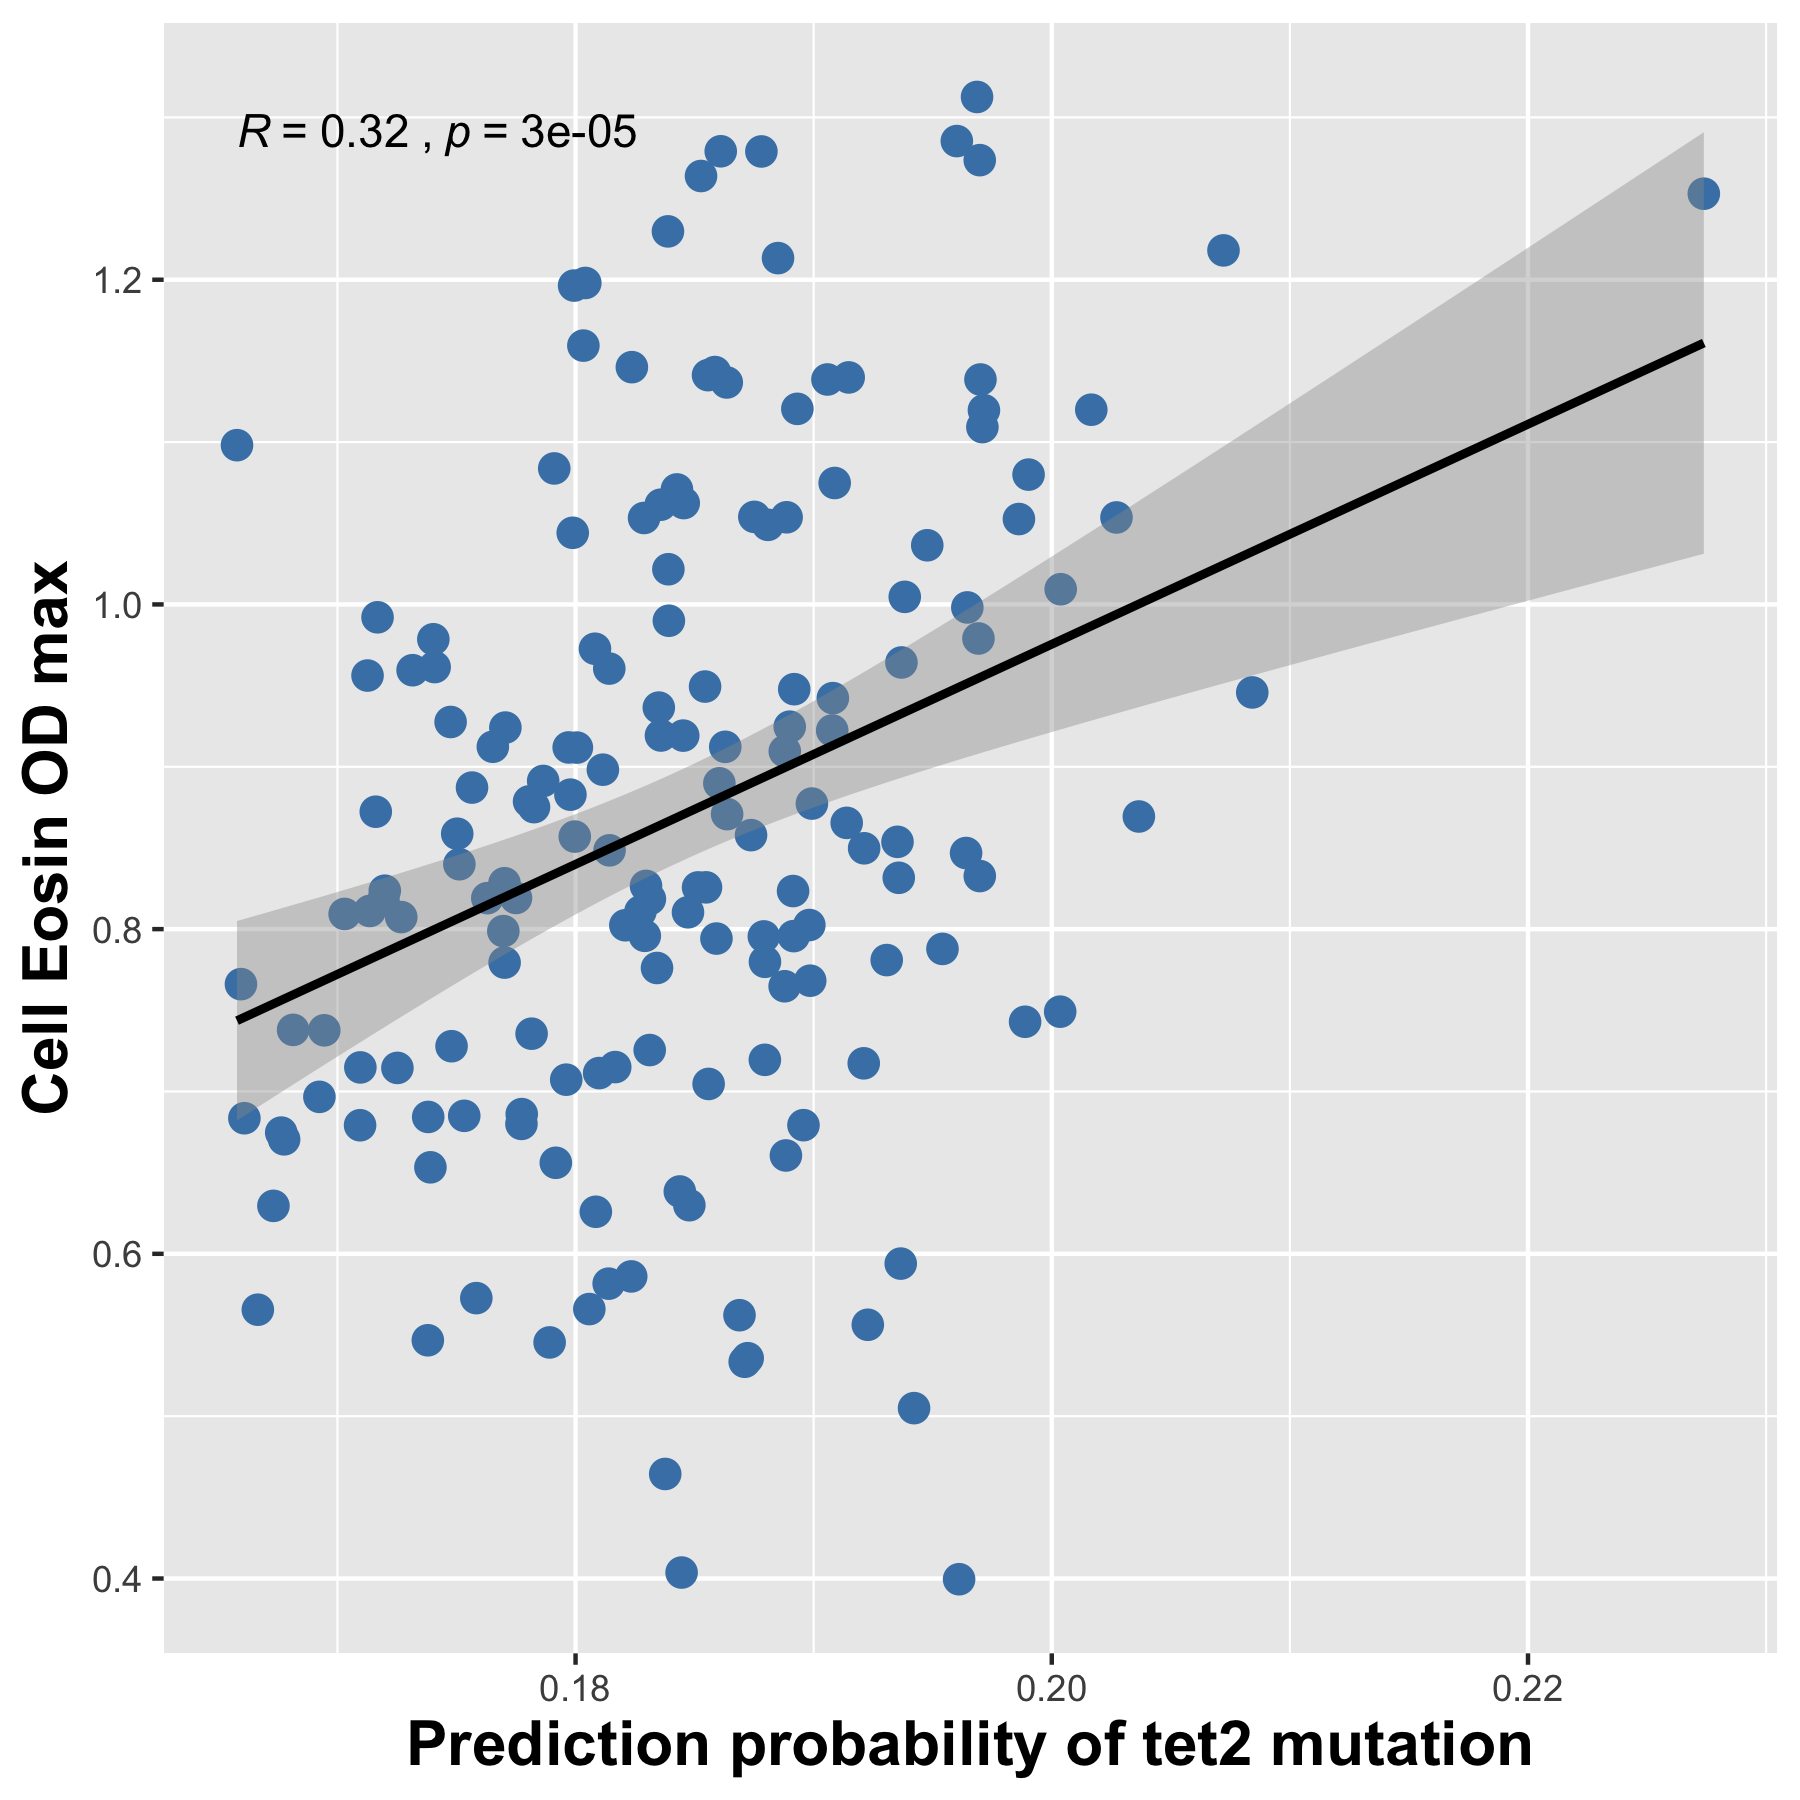 R = 0.32 , p = 3e-05
1.2
1.0
0.8
0.6
0.4
Cell Eosin OD max
0.18 0.20 0.22
Prediction probability of tet2 mutation